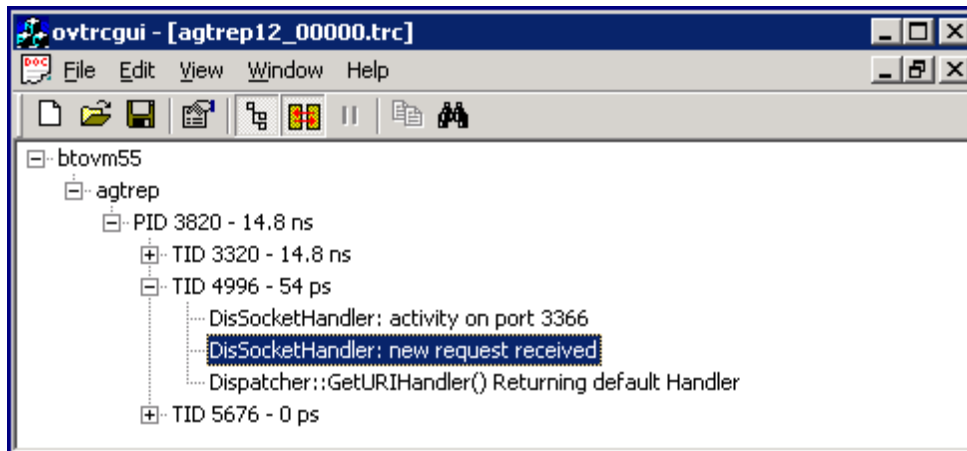 ovtrcgui - [agtrep12_00000.trc]
DOC File Edit View Window Help
btovm55
agtrep
PID 3820 - 14.8 ns
TID 3320 - 14.8 ns
TID 4996 - 54 ps
DisSocketHandler: activity on port 3366
DisSocketHandler: new request received
Dispatcher::GetURIHandler() Returning default Handler
TID 5676 - 0 ps